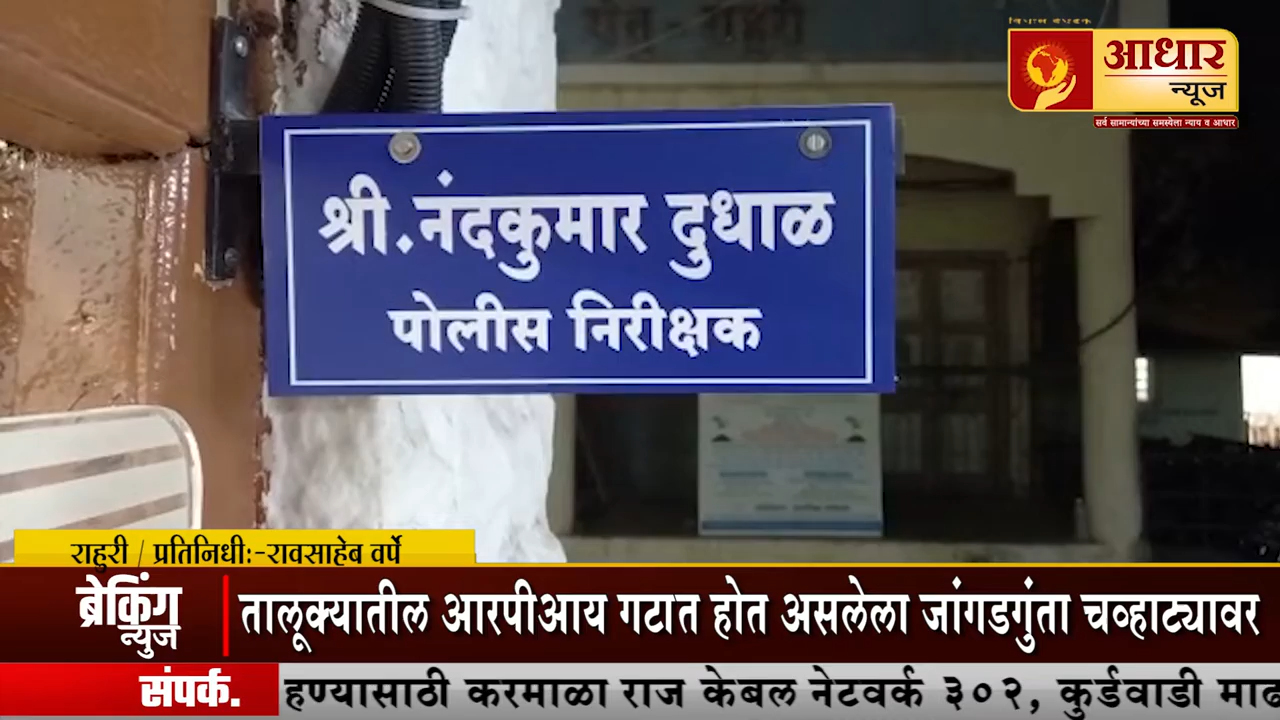 आधार
न्यूज
सर्व सामान्यांच्या समस्येला न्याय व आधार
श्री.नंदकुमार दुधाळ
पोलीस निरीक्षक
राहुरी / प्रतिनिधीः-रावसाहेब वर्पे
ब्रेकिंग
न्युज
तालूक्यातील आरपीआय गटात होत असलेला जांगडगुंता चव्हाट्यावर
संपर्क.
हण्यासाठी करमाळा राज केबल नेटवर्क ३०२, कुर्डवाडी माढ